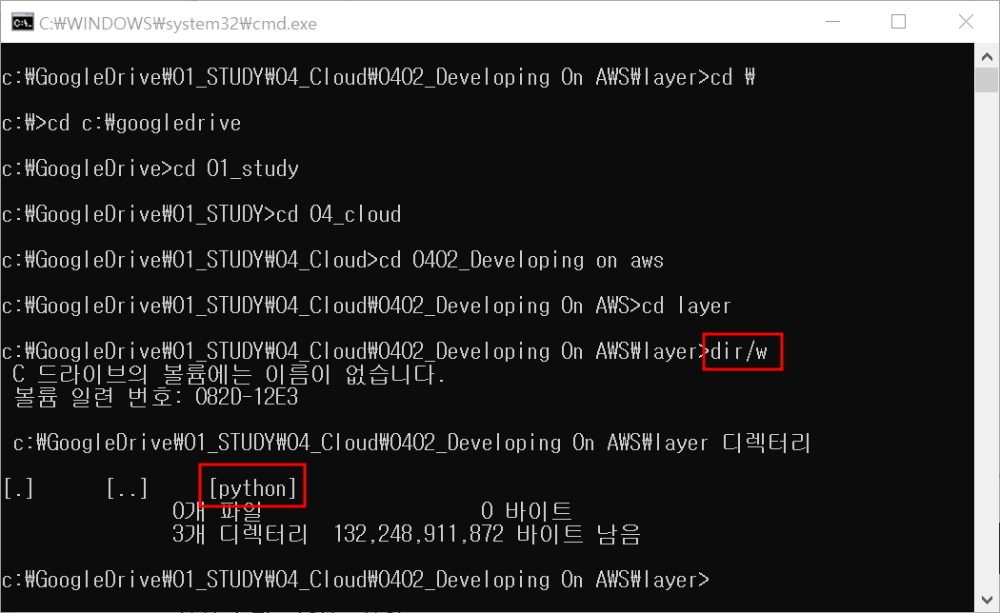 C:₩WINDOWS₩system32₩cmd.exe
c:₩GoogleDrive₩01_STUDY₩04_Cloud₩0402_Developing On AWS₩layer>cd ₩
c:₩>cd c:₩googledrive
c:₩GoogleDrive>cd 01_study
c:₩GoogleDrive₩01_STUDY>cd 04_cloud
c:₩GoogleDrive₩01_STUDY₩04_Cloud>cd 0402_Developing on aws
c:₩GoogleDrive₩01_STUDY₩04_Cloud₩0402_Developing On AWS>cd layer
c:₩GoogleDrive₩01_STUDY₩04_Cloud₩0402_Developing On AWS₩layer>dir/w
C 드라이브의 볼륨에는 이름이 없습니다.
볼륨 일련 번호: 082D-12E3
c:₩GoogleDrive₩01_STUDY₩04_Cloud₩0402_Developing On AWS₩layer 디렉터리
[.] [..] [python]
0개 파일 0 바이트
3개 디렉터리 132,248,911,872 바이트 남음
c:₩GoogleDrive₩01_STUDY₩04_Cloud₩0402_Developing On AWS₩layer>